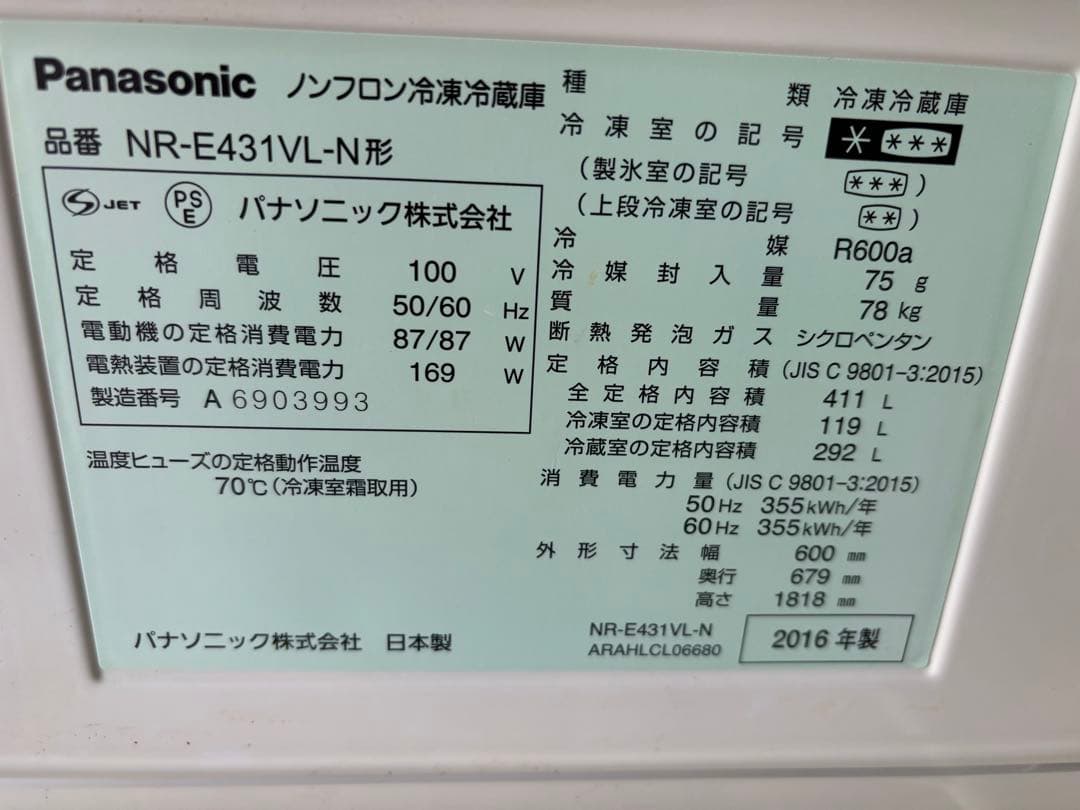 Panasonic ノンフロン冷凍冷蔵庫
品番 NR-E431VL-N形
JET PSE パナソニック株式会社
定格電圧 100 V
定格周波数 50/60 Hz
電動機の定格消費電力 87/87 W
電熱装置の定格消費電力 169 W
製造番号 A 6903993
温度ヒューズの定格動作温度
70℃(冷凍室霜取用)
パナソニック株式会社 日本製
種類 冷凍冷蔵庫
冷凍室の記号 * ***
(製氷室の記号 ***)
(上段冷凍室の記号 **)
冷媒 R600a
冷媒封入量 75 g
質量 78 kg
断熱発泡ガス シクロペンタン
定格内容積 (JIS C 9801-3:2015)
全定格内容積 411 L
冷凍室の定格内容積 119 L
冷蔵室の定格内容積 292 L
消費電力量 (JIS C 9801-3:2015)
50Hz 355kWh/年
60Hz 355kWh/年
外形寸法幅 600 mm
奥行 679 mm
高さ 1818 mm
NR-E431VL-N
ARAHLCL06680
2016年製